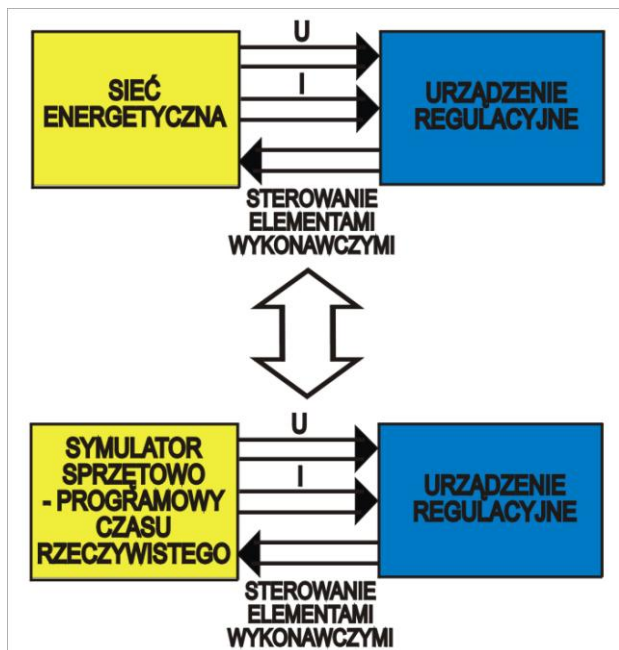 U
SIEĆ
ENERGETYCZNA
I
URZĄDZENIE
REGULACYJNE
STEROWANIE
ELEMENTAMI
WYKONAWCZYMI
U
SYMULATOR
SPRZĘTOWO
- PROGRAMOWY
CZASU
RZECZYWISTEGO
I
URZĄDZENIE
REGULACYJNE
STEROWANIE
ELEMENTAMI
WYKONAWCZYMI